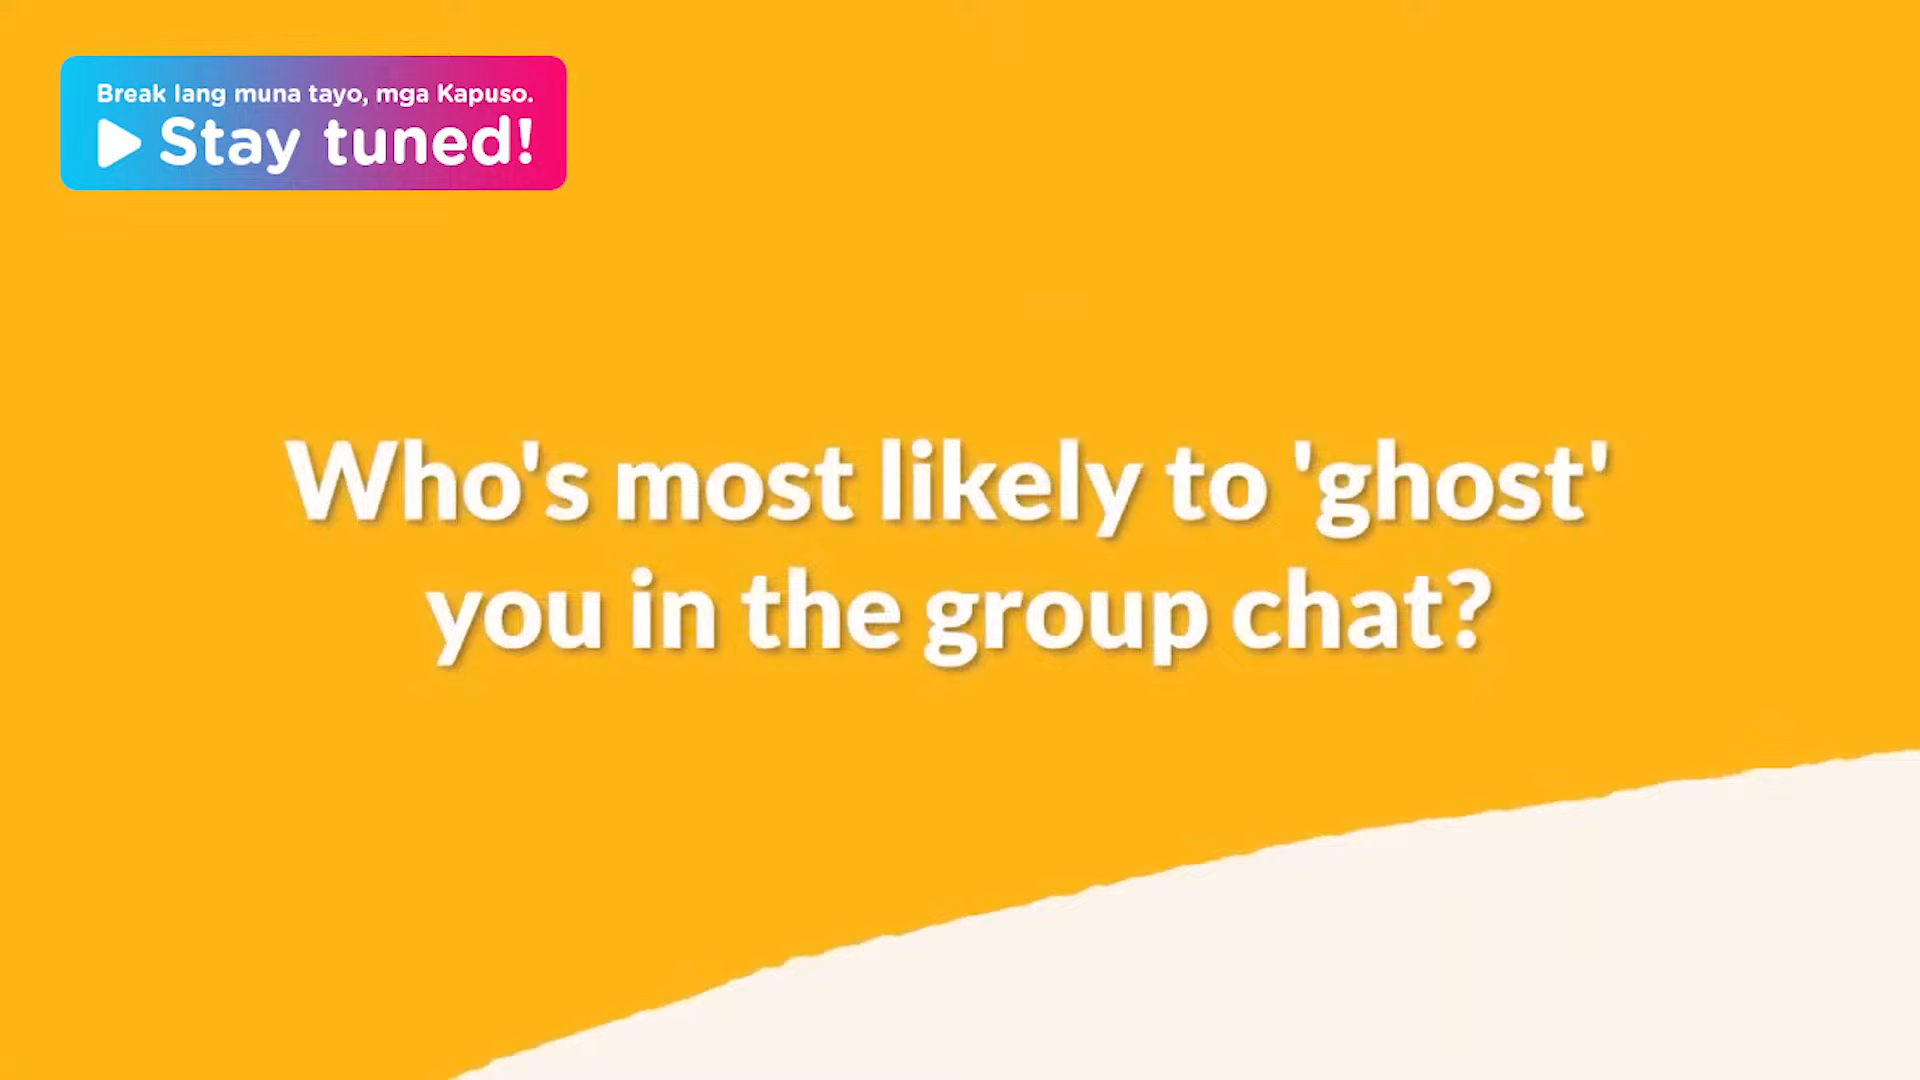 Break lang muna tayo, mga Kapuso.
Stay tuned!
Who's most likely to 'ghost'
you in the group chat?